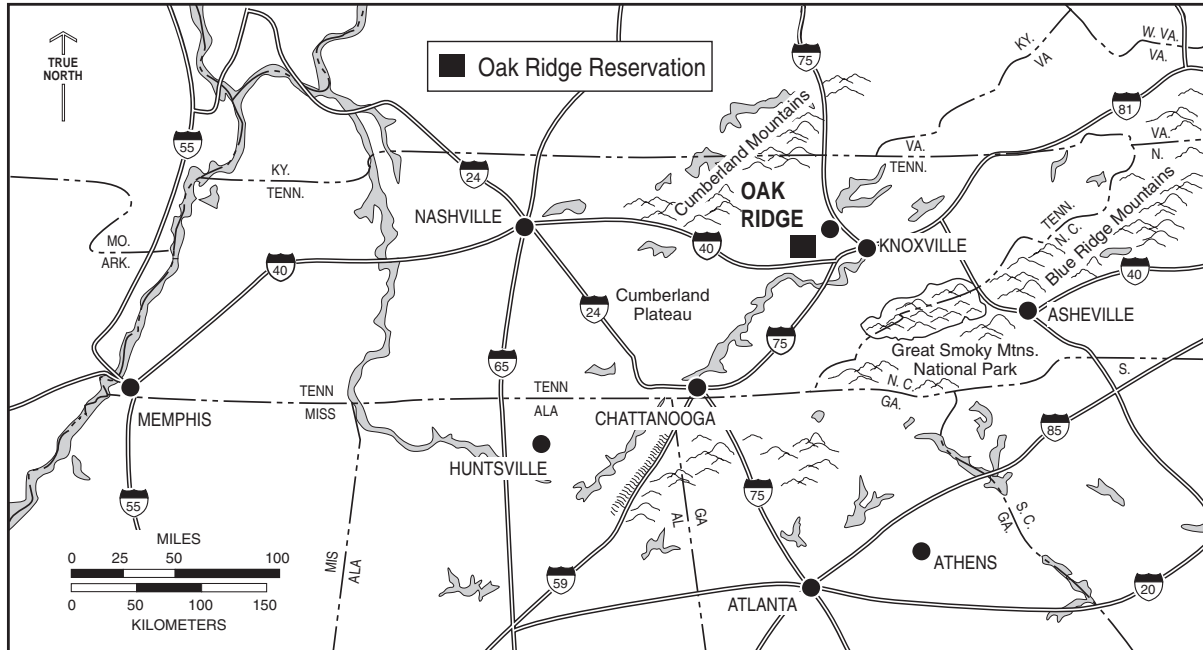 TRUE
NORTH
Oak Ridge Reservation
75
KY.
VA
W. VA.
VA.
81
55
Cumberland Mountains
KY.
TENN.
24
VA.
TENN.
VA.
N.
OAK
RIDGE
NASHVILLE
TENN.
N. C.
Blue Ridge Mountains
MO.
ARK.
40
40
KNOXVILLE
40
Cumberland
Plateau
24
75
ASHEVILLE
Great Smoky Mtns.
National Park
65
TENN
MISS
TENN
ALA
N. C.
GA.
S.
MEMPHIS
CHATTANOOGA
85
HUNTSVILLE
55
75
AL
GA
S. C.
GA.
MILES
0 25 50 100
0 50 100 150
KILOMETERS
MIS
ALA
59
ATHENS
ATLANTA
20